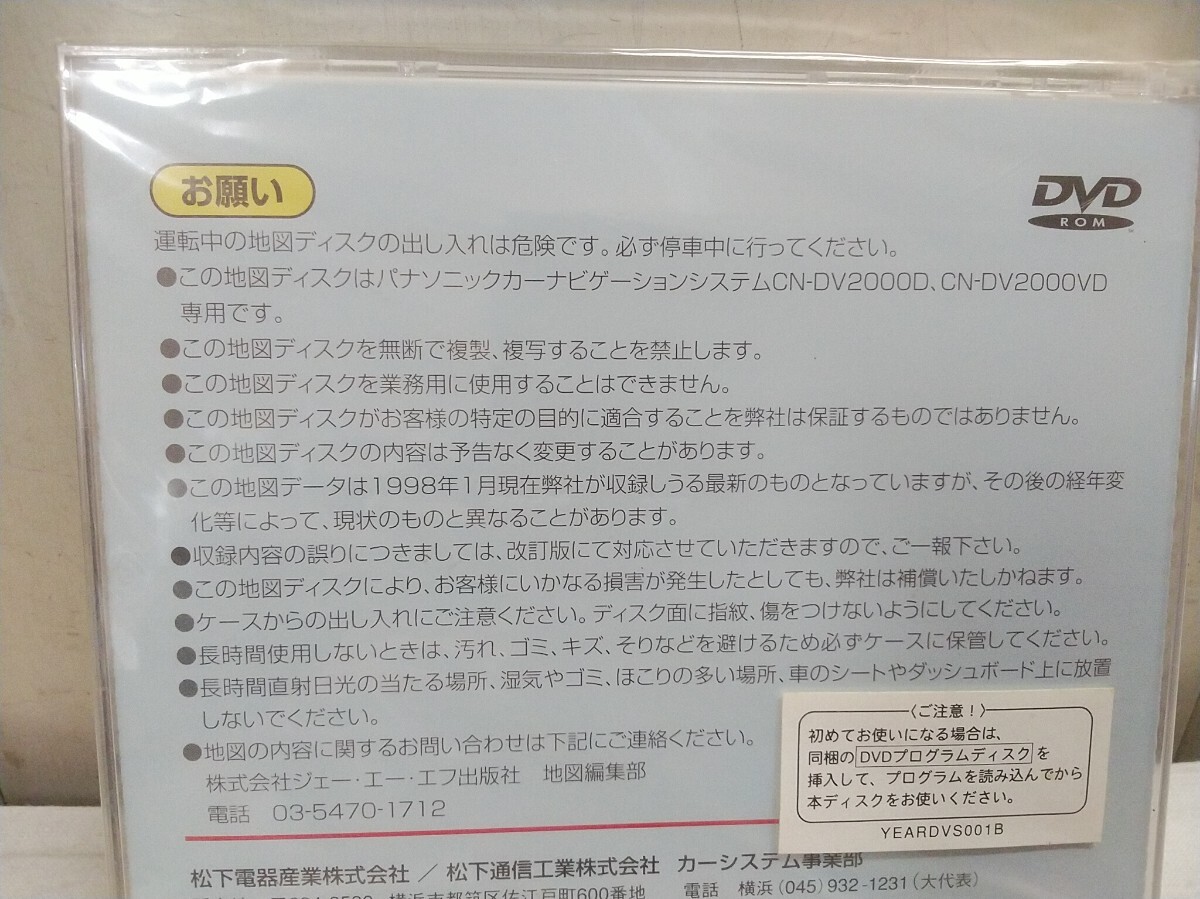 お願い
DVD
ROM
運転中の地図ディスクの出し入れは危険です。必ず停車中に行ってください。
●この地図ディスクはパナソニックカーナビゲーションシステムCN-DV2000D、CN-DV2000VD
専用です。
●この地図ディスクを無断で複製、複写することを禁止します。
●この地図ディスクを業務用に使用することはできません。
●この地図ディスクがお客様の特定の目的に適合することを弊社は保証するものではありません。
●この地図ディスクの内容は予告なく変更することがあります。
●この地図データは1998年1月現在弊社が収録しうる最新のものとなっていますが、その後の経年変
化等によって、現状のものと異なることがあります。
●収録内容の誤りにつきましては、改訂版にて対応させていただきますので、ご一報下さい。
●この地図ディスクにより、お客様にいかなる損害が発生したとしても、弊社は補償いたしかねます。
●ケースからの出し入れにご注意ください。ディスク面に指紋、傷をつけないようにしてください。
●長時間使用しないときは、汚れ、ゴミ、キズ、そりなどを避けるため必ずケースに保管してください。
●長時間直射日光の当たる場所、湿気やゴミ、ほこりの多い場所、車のシートやダッシュボード上に放置
しないでください。
●地図の内容に関するお問い合わせは下記にご連絡ください。
株式会社ジェー・エー・エフ出版社 地図編集部
電話 03-5470-1712
〈ご注意！〉
初めてお使いになる場合は、
同梱の DVDプログラムディスク を
挿入して、プログラムを読み込んでから
本ディスクをお使いください。
YEARDVS001B
松下電器産業株式会社 ／ 松下通信工業株式会社 カーシステム事業部
横浜市都筑区佐江戸町600番地 電話 横浜（045）932-1231（大代表）